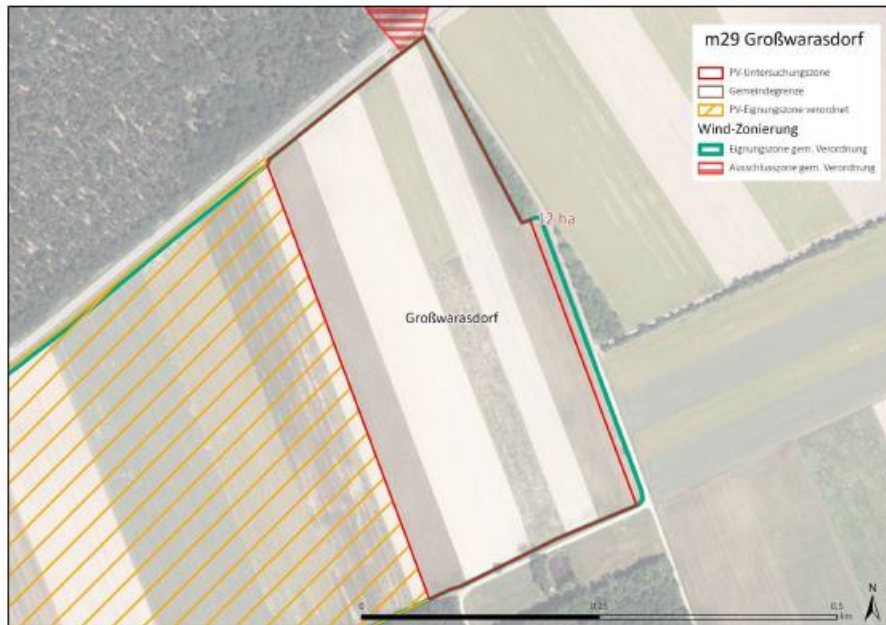 m29 Großwarasdorf
PV-Untersuchungszone
Gemeindegrenze
PV-Eignungszone verordnet
Wind-Zonierung
Eignungszone gem. Verordnung
Ausschlusszone gem. Verordnung
12 ha
Großwarasdorf
N
0
0,25
0,5
km